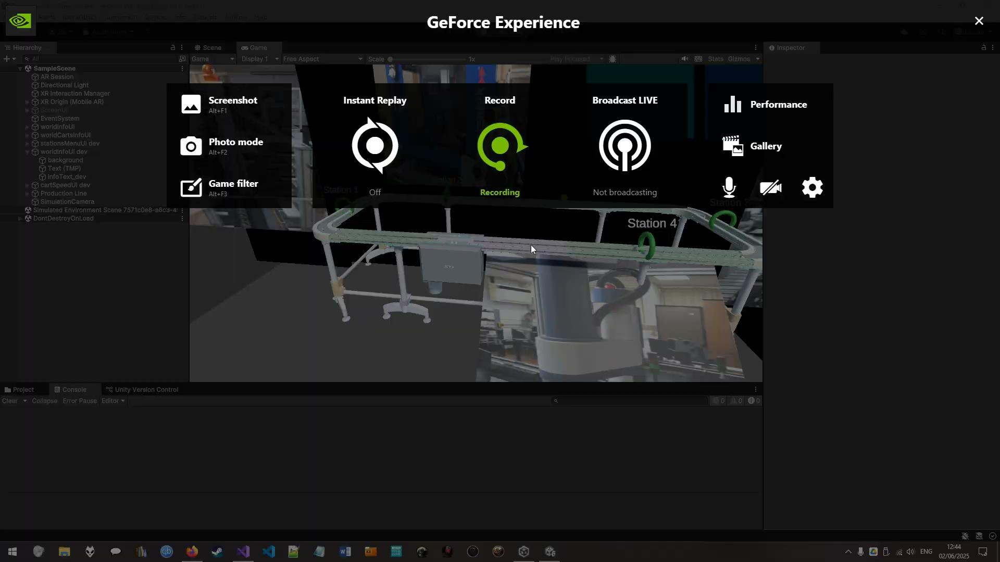 GeForce Experience
Help
Hierarchy
Scene
Game
Inspector
All
Game
Display 1
Free Aspect
Scale
1x
Play Focused
Stats
Gizmos
SampleScene
AR Session
Directional Light
XR Interaction Manager
XR Origin (Mobile AR)
ScreenUI
EventSystem
worldInfoUI
worldCartsInfoUI
stationsMenuUI dev
worldInfoUI dev
background
Text (TMP)
infoText_dev
cartSpeedUI dev
Production Line
SimulationCamera
Simulated Environment Scene 7571c0e8-a6c3-4
DontDestroyOnLoad
Screenshot
Alt+F1
Photo mode
Alt+F2
Game filter
Alt+F3
Instant Replay
Off
Record
Recording
Broadcast LIVE
Not broadcasting
Performance
Gallery
Station 1
Station 4
Project
Console
Unity Version Control
Clear
Collapse
Error Pause
Editor
0
0
0
ENG
12:44
02/06/2025